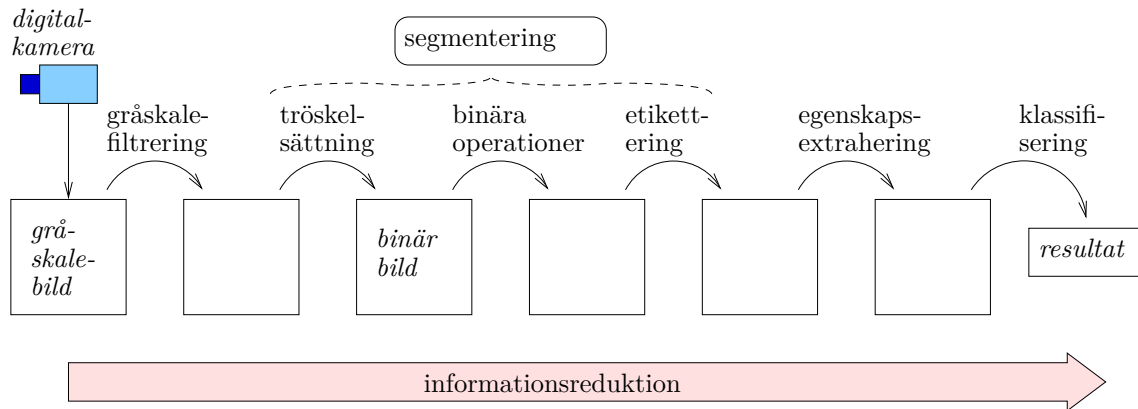 digital-
kamera
segmentering
gråskale-
filtrering
tröskel-
sättning
binära
operationer
etikett-
ering
egenskaps-
extrahering
klassifi-
sering
grå-
skale-
bild
binär
bild
resultat
informationsreduktion